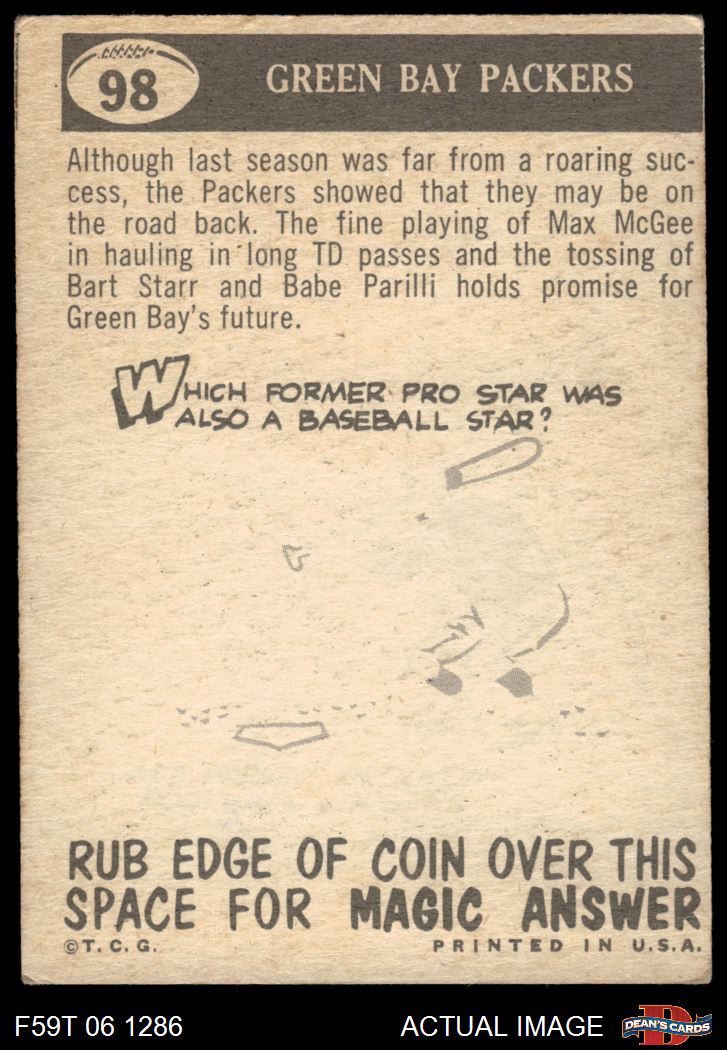 98
GREEN BAY PACKERS
Although last season was far from a roaring suc-
cess, the Packers showed that they may be on
the road back. The fine playing of Max McGee
in hauling in long TD passes and the tossing of
Bart Starr and Babe Parilli holds promise for
Green Bay's future.
WHICH FORMER PRO STAR WAS
ALSO A BASEBALL STAR?
RUB EDGE OF COIN OVER THIS
SPACE FOR MAGIC ANSWER
©T. C. G.
PRINTED IN U.S.A.
F59T 06 1286
ACTUAL IMAGE
DEAN'S CARDS